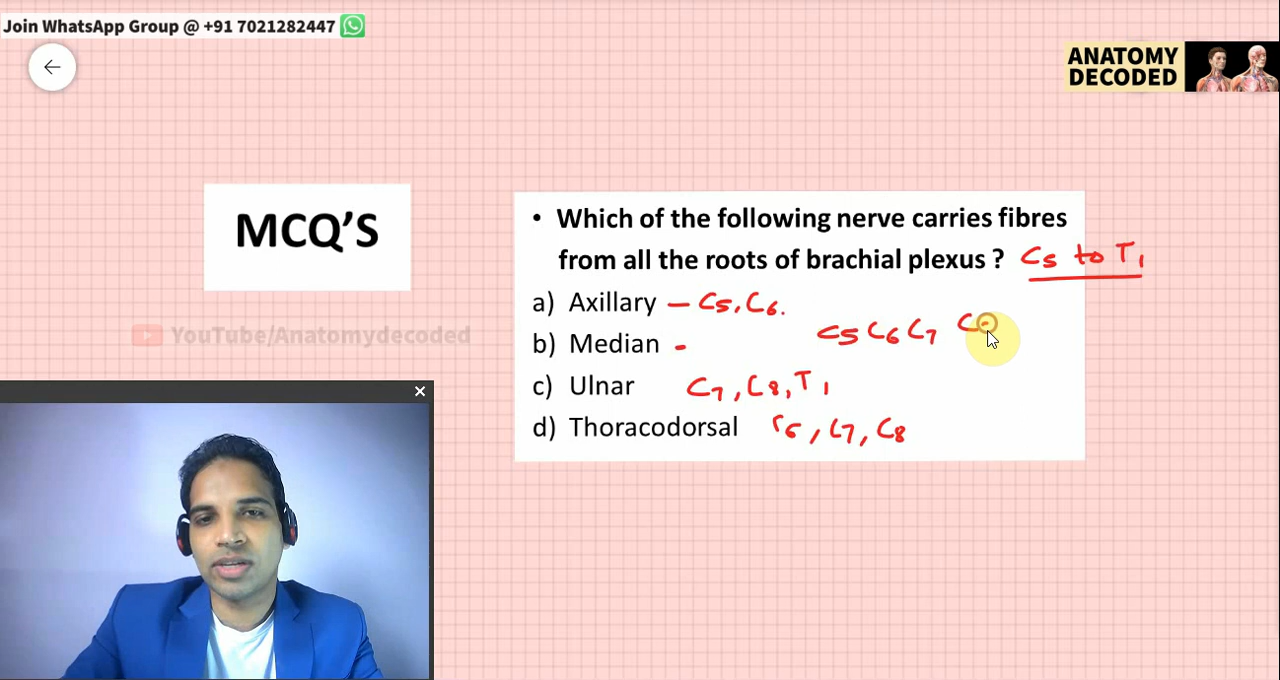 Join WhatsApp Group @ +91 7021282447
ANATOMY
DECODED
MCQ'S
YouTube/Anatomydecoded
• Which of the following nerve carries fibres
from all the roots of brachial plexus ? C5 to T1
a) Axillary – C5, C6.
b) Median - C5 C6 C7
c) Ulnar C7, C8, T1
d) Thoracodorsal C6, C7, C8